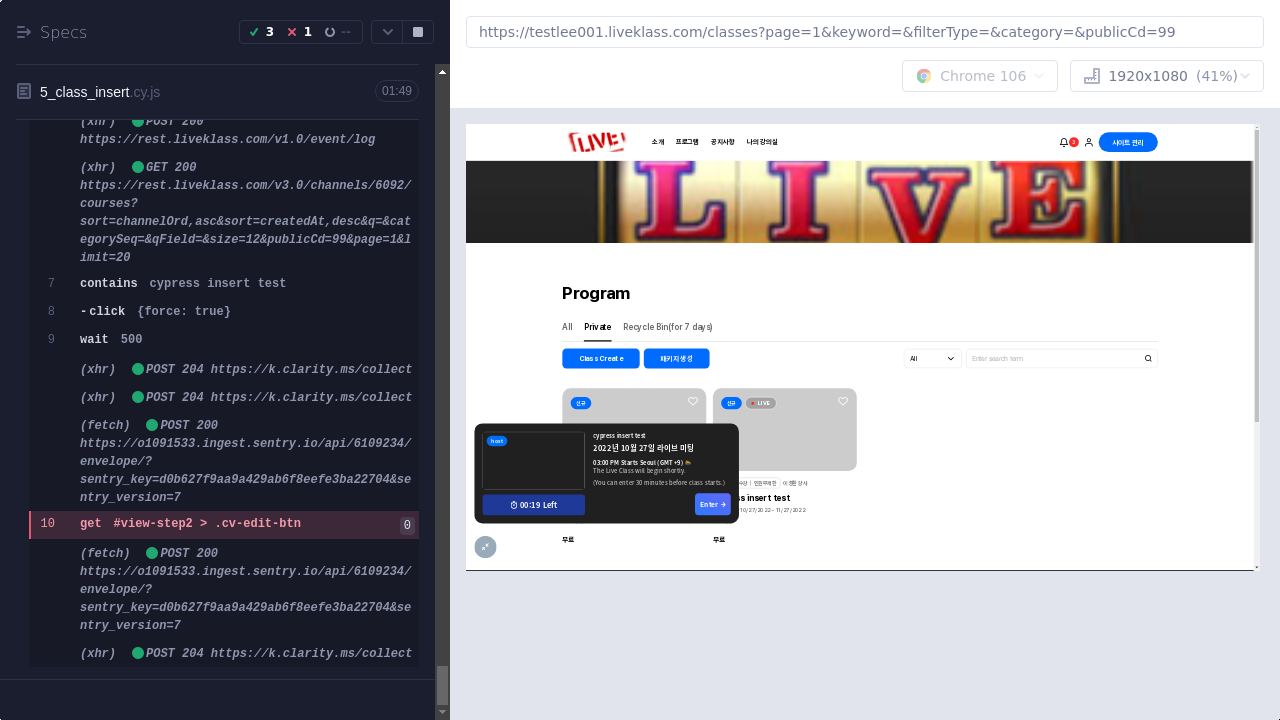 Specs
3
1
--
5_class_insert.cy.js
01:49
(xhr) POST 200
https://rest.liveklass.com/v1.0/event/log
(xhr) GET 200
https://rest.liveklass.com/v3.0/channels/6092/
courses?
sort=channelOrd,asc&sort=createdAt,desc&q=&cat
egorySeq=&qField=&size=12&publicCd=99&page=1&l
imit=20
7 contains cypress insert test
8 -click {force: true}
9 wait 500
(xhr) POST 204 https://k.clarity.ms/collect
(xhr) POST 204 https://k.clarity.ms/collect
(fetch) POST 200
https://o1091533.ingest.sentry.io/api/6109234/
envelope/?
sentry_key=d0b627f9aa9a429ab6f8eefe3ba22704&se
ntry_version=7
10 get #view-step2 > .cv-edit-btn 0
(fetch) POST 200
https://o1091533.ingest.sentry.io/api/6109234/
envelope/?
sentry_key=d0b627f9aa9a429ab6f8eefe3ba22704&se
ntry_version=7
(xhr) POST 204 https://k.clarity.ms/collect
https://testlee001.liveklass.com/classes?page=1&keyword=&filterType=&category=&publicCd=99
Chrome 106
1920x1080 (41%)
LIVE!
소개 프로그램 공지사항 나의 강의실
3
사이트 관리
LIVE
Program
All Private Recycle Bin(for 7 days)
Class Create 패키지 생성
All
Enter search term
신규
신규 LIVE
host
cypress insert test
2022년 10월 27일 라이브 미팅
03:00 PM Starts Seoul (GMT+9)
The Live Class will begin shortly.
(You can enter 30 minutes before class starts.)
00:19 Left
Enter →
ss insert test
10/27/2022~ 11/27/2022
무료
무료